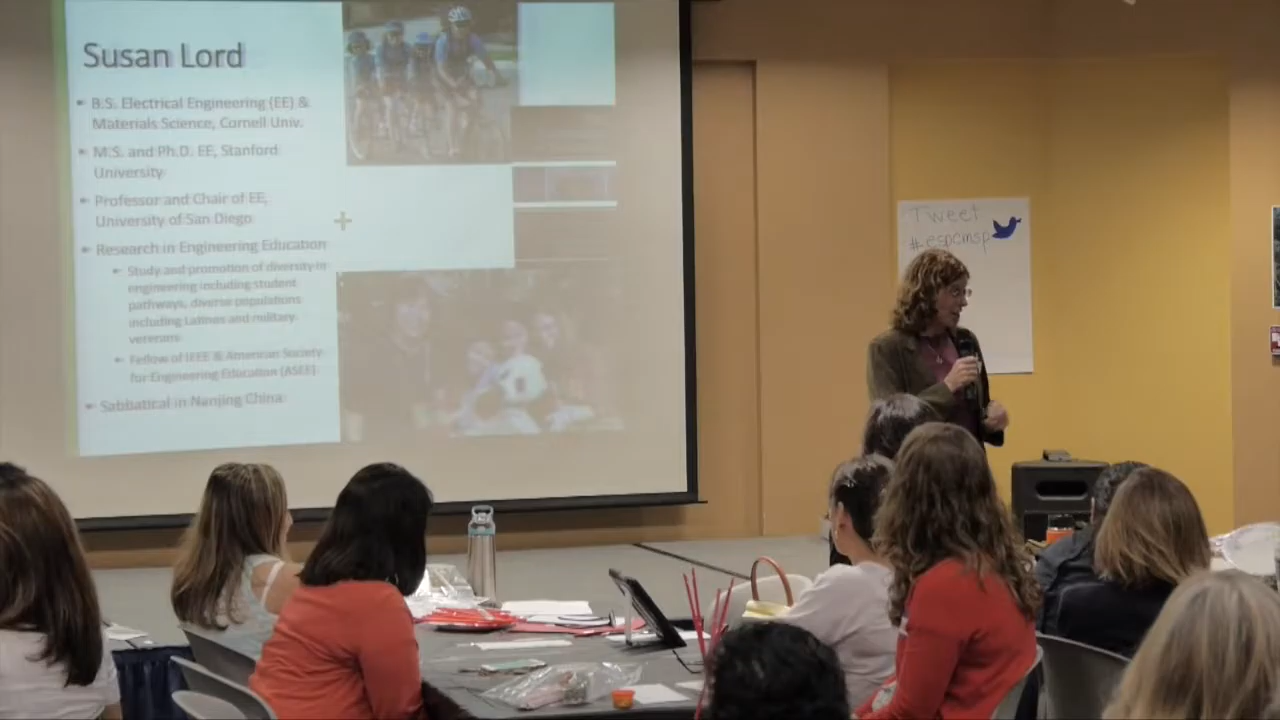 Susan Lord
B.S. Electrical Engineering (EE) &
Materials Science, Cornell Univ.
M.S. and Ph.D. EE, Stanford
University
Professor and Chair of EE,
University of San Diego
Research in Engineering Education
Study and promotion of diversity in
engineering including student
pathways, diverse populations
including Latinos and military
veterans
Fellow of IEEE & American Society
for Engineering Education (ASEE)
Sabbatical in Nanjing China
Tweet
#espcmsp